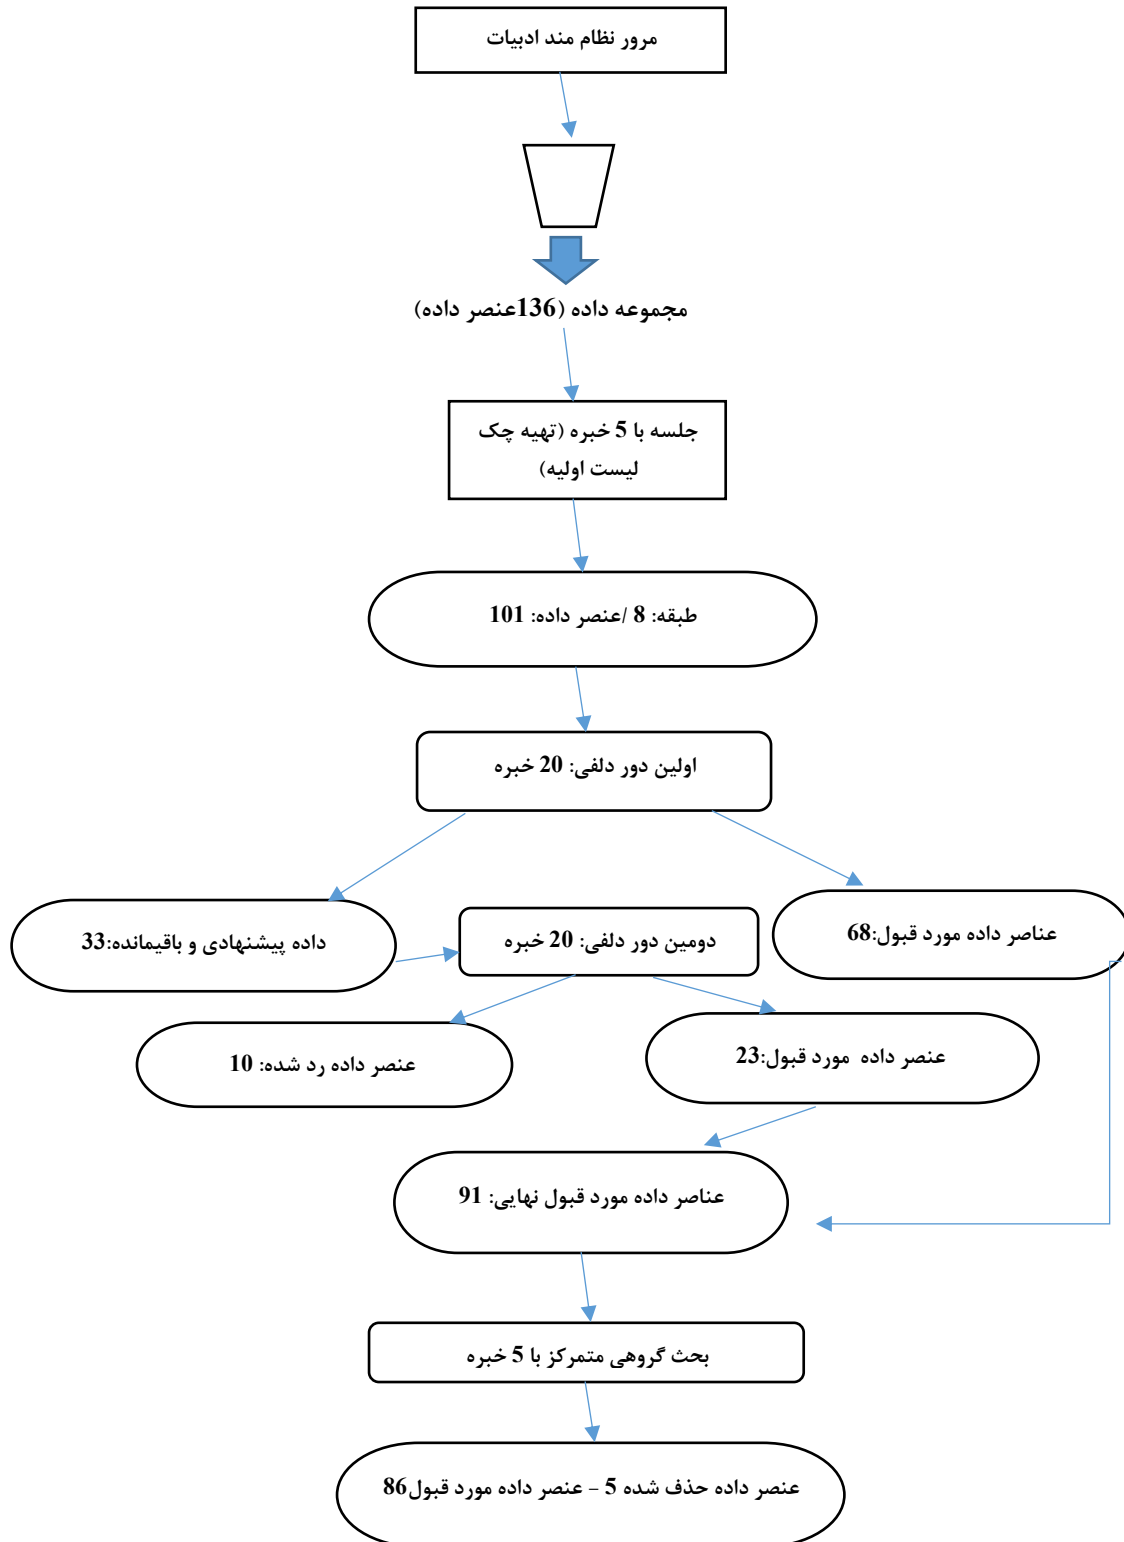 مرور نظام مند ادبیات
مجموعه داده (136عنصر داده)
جلسه با 5 خبره (تهیه چک
لیست اولیه)
طبقه: 8 /عنصر داده: 101
اولین دور دلفی: 20 خبره
عناصر داده مورد قبول:68
دومین دور دلفی: 20 خبره
داده پیشنهادی و باقیمانده:33
عنصر داده مورد قبول:23
عنصر داده رد شده: 10
عناصر داده مورد قبول نهایی: 91
بحث گروهی متمرکز با 5 خبره
عنصر داده حذف شده 5 – عنصر داده مورد قبول86